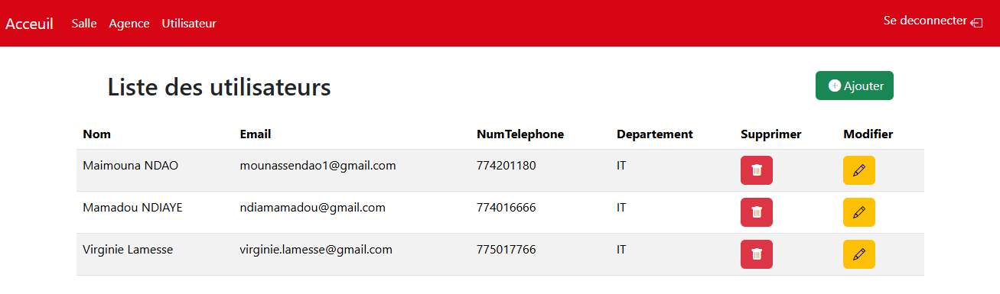 Acceuil Salle Agence Utilisateur Se deconnecter
Liste des utilisateurs Ajouter
Nom Email NumTelephone Departement Supprimer Modifier
Maimouna NDAO mounassendao1@gmail.com 774201180 IT
Mamadou NDIAYE ndiamamadou@gmail.com 774016666 IT
Virginie Lamesse virginie.lamesse@gmail.com 775017766 IT